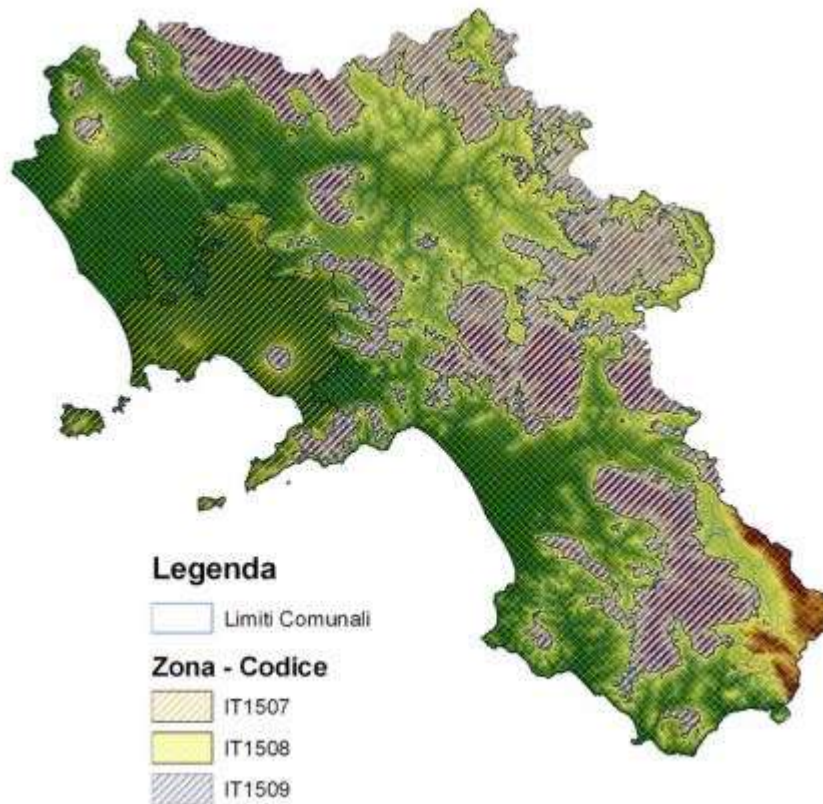 Legenda
Limiti Comunali
Zona - Codice
IT1507
IT1508
IT1509